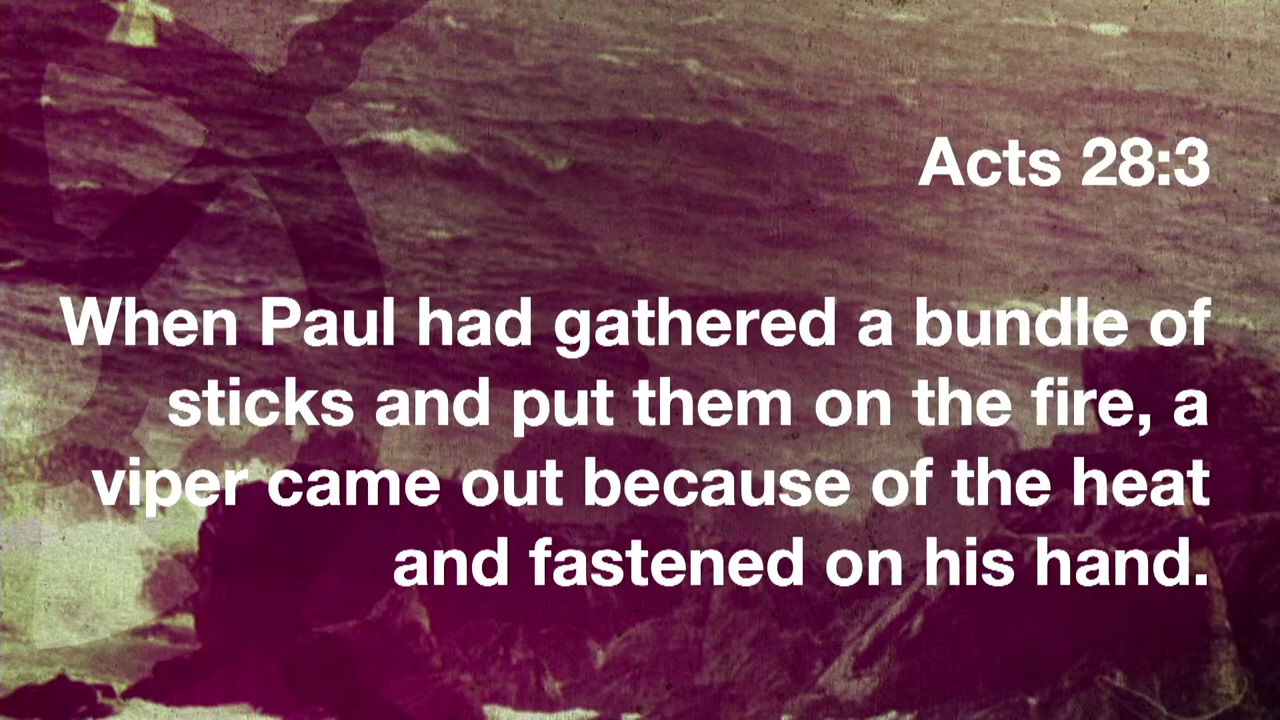 Acts 28:3
When Paul had gathered a bundle of
sticks and put them on the fire, a
viper came out because of the heat
and fastened on his hand.